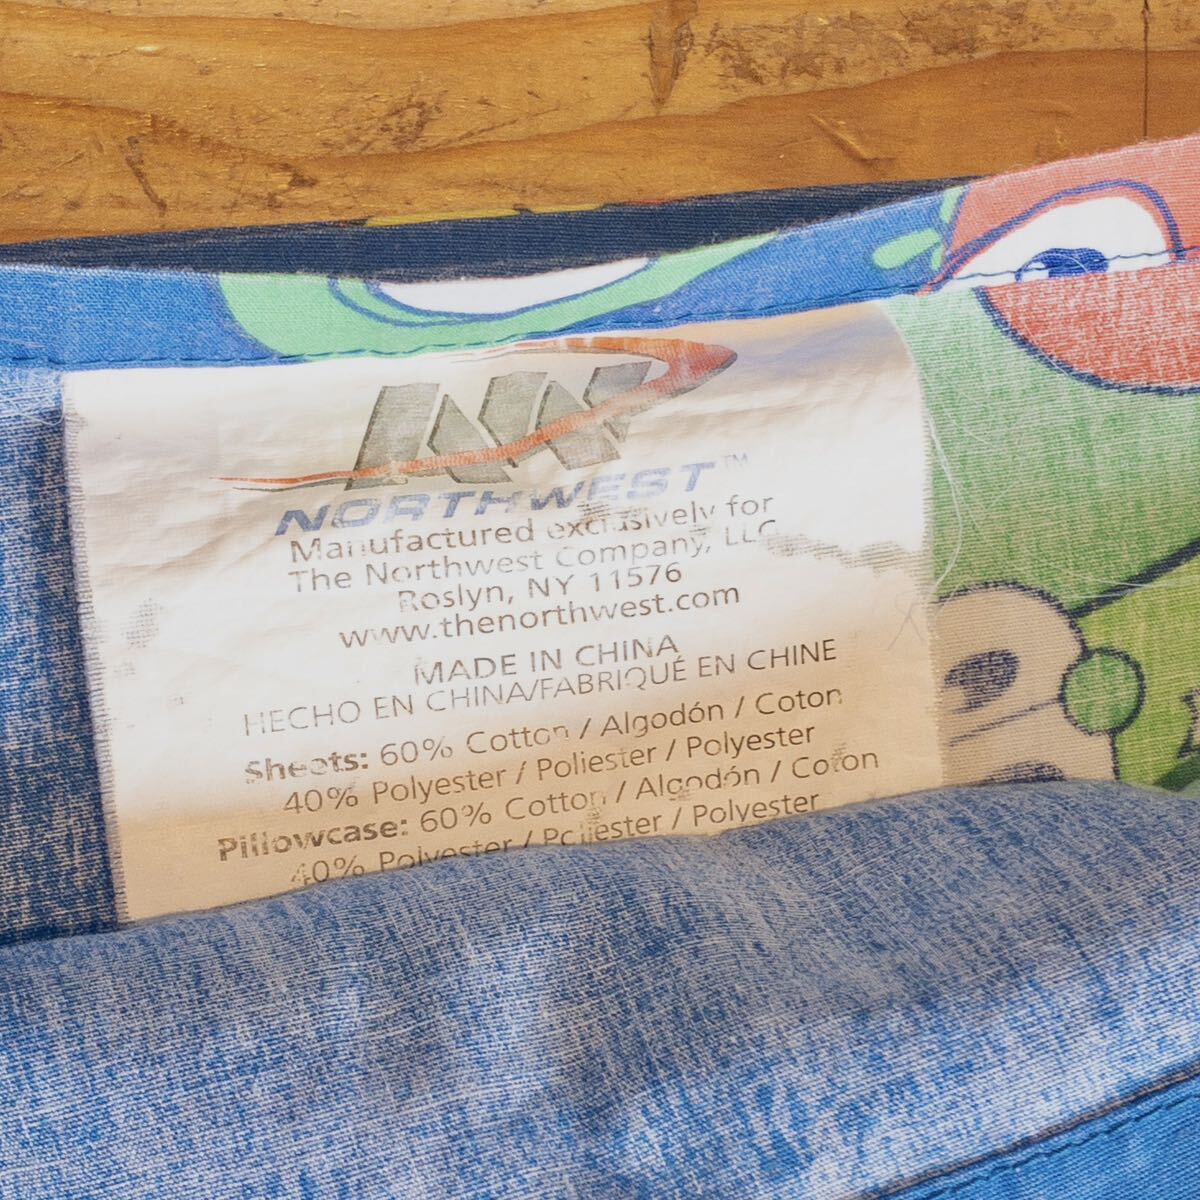 NORTHWEST™
Manufactured exclusively for
The Northwest Company, LLC
Roslyn, NY 11576
www.thenorthwest.com
MADE IN CHINA
HECHO EN CHINA/FABRIQUÉ EN CHINE
Sheets: 60% Cotton / Algodón / Coton
40% Polyester / Poliester / Polyester
Pillowcase: 60% Cotton / Algodón / Coton
40% Polyester / Poliester / Polyester